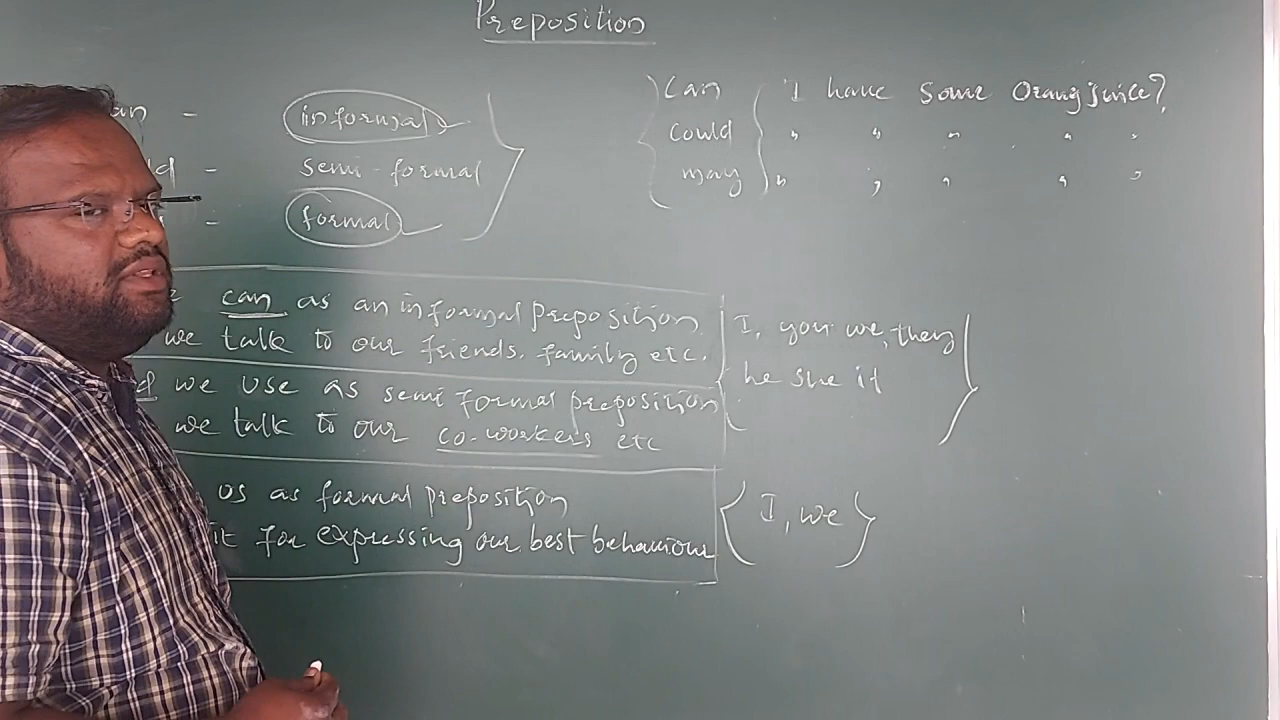 Preposition
an - informal
d - semi-formal
- formal
Can I have some Orangjuice?
could " " " " "
may " " " " "
can as an informal preposition
we talk to our friends. family etc.
d we use as semi formal preposition
we talk to our co-workers etc
I, you we, they
he she it
us as formal preposition
it for expressing our best behaviour
I, we